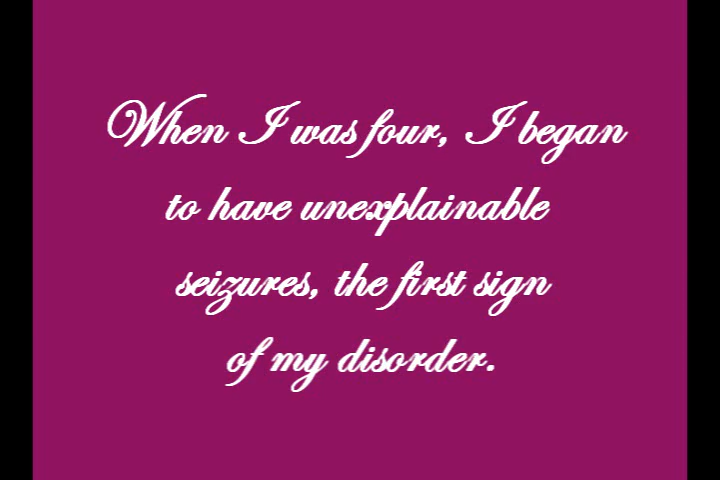 When I was four, I began
to have unexplainable
seizures, the first sign
of my disorder.